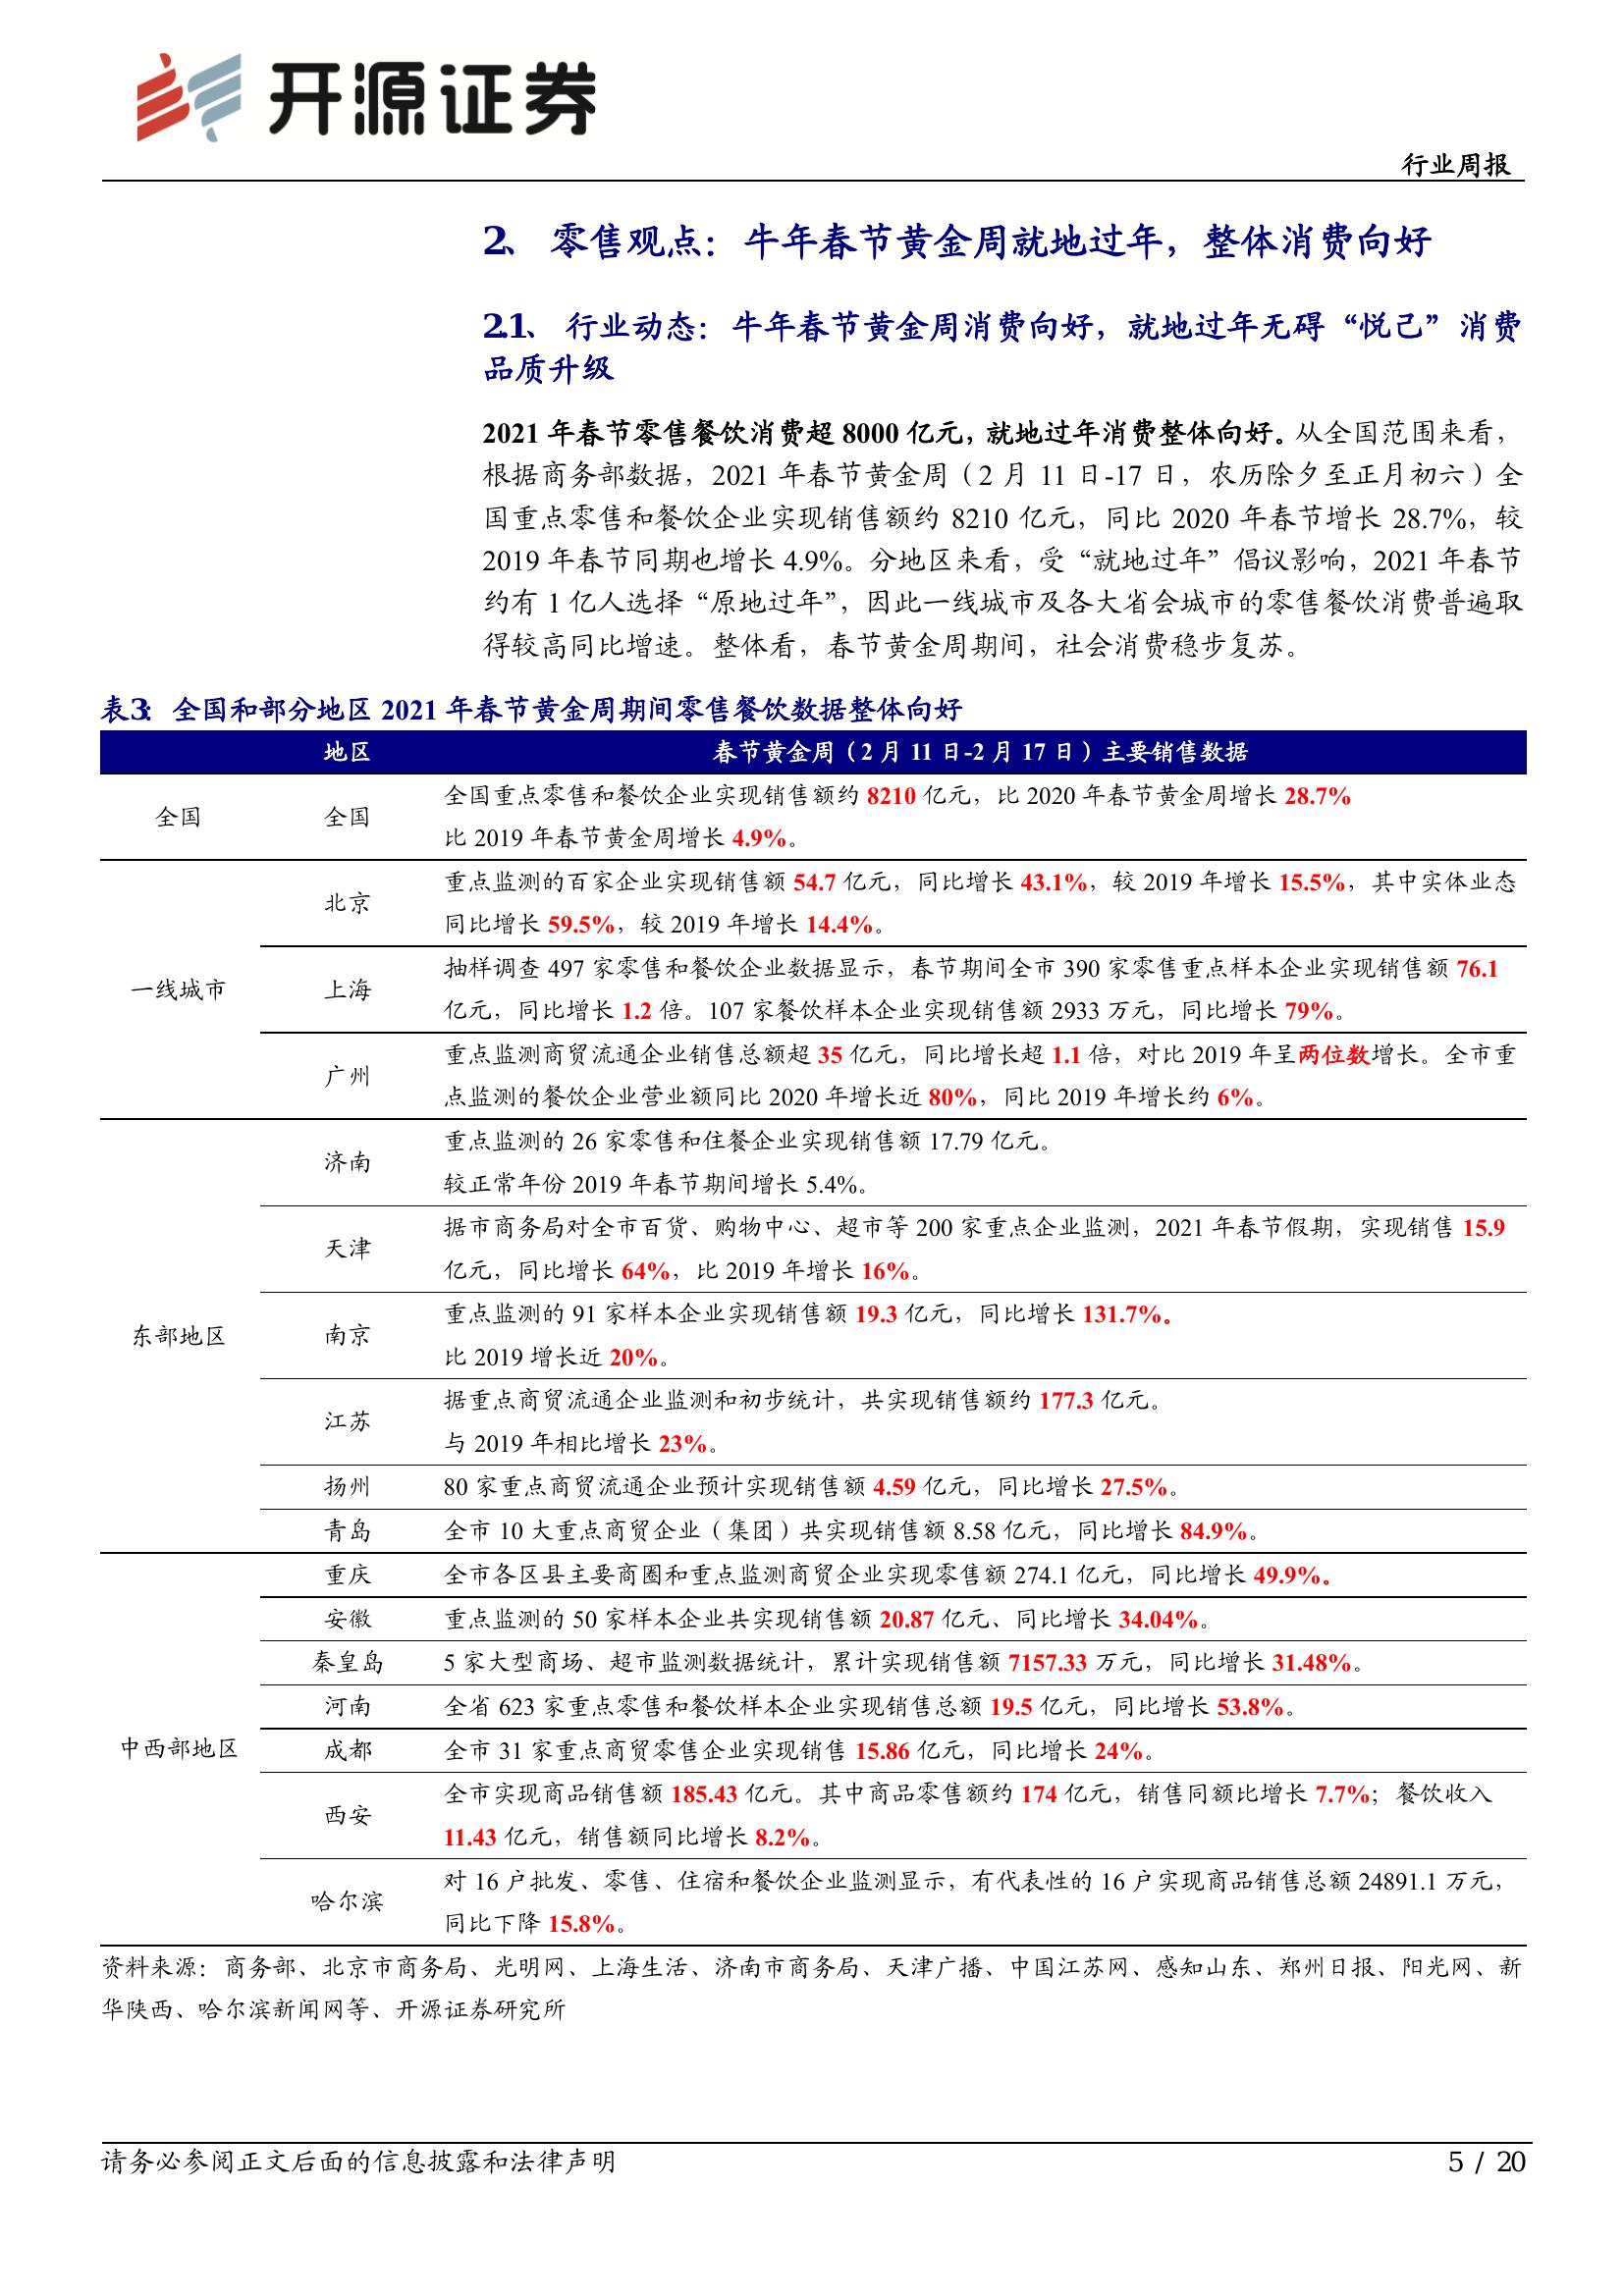 开源证券
行业周报
2、 零售观点：牛年春节黄金周就地过年，整体消费向好
2.1、 行业动态：牛年春节黄金周消费向好，就地过年无碍“悦己”消费
品质升级
2021 年春节零售餐饮消费超 8000 亿元，就地过年消费整体向好。从全国范围来看，
根据商务部数据，2021 年春节黄金周（2 月 11 日-17 日，农历除夕至正月初六）全
国重点零售和餐饮企业实现销售额约 8210 亿元，同比 2020 年春节增长 28.7%，较
2019 年春节同期也增长 4.9%。分地区来看，受“就地过年”倡议影响，2021 年春节
约有 1 亿人选择“原地过年”，因此一线城市及各大省会城市的零售餐饮消费普遍取
得较高同比增速。整体看，春节黄金周期间，社会消费稳步复苏。
表3： 全国和部分地区 2021 年春节黄金周期间零售餐饮数据整体向好
地区 春节黄金周（2 月 11 日-2 月 17 日）主要销售数据
全国 全国 全国重点零售和餐饮企业实现销售额约 8210 亿元，比 2020 年春节黄金周增长 28.7%
比 2019 年春节黄金周增长 4.9%。
一线城市 北京 重点监测的百家企业实现销售额 54.7 亿元，同比增长 43.1%，较 2019 年增长 15.5%，其中实体业态
同比增长 59.5%，较 2019 年增长 14.4%。
上海 抽样调查 497 家零售和餐饮企业数据显示，春节期间全市 390 家零售重点样本企业实现销售额 76.1
亿元，同比增长 1.2 倍。107 家餐饮样本企业实现销售额 2933 万元，同比增长 79%。
广州 重点监测商贸流通企业销售总额超 35 亿元，同比增长超 1.1 倍，对比 2019 年呈两位数增长。全市重
点监测的餐饮企业营业额同比 2020 年增长近 80%，同比 2019 年增长约 6%。
东部地区 济南 重点监测的 26 家零售和住餐企业实现销售额 17.79 亿元。
较正常年份 2019 年春节期间增长 5.4%。
天津 据市商务局对全市百货、购物中心、超市等 200 家重点企业监测，2021 年春节假期，实现销售 15.9
亿元，同比增长 64%，比 2019 年增长 16%。
南京 重点监测的 91 家样本企业实现销售额 19.3 亿元，同比增长 131.7%。
比 2019 增长近 20%。
江苏 据重点商贸流通企业监测和初步统计，共实现销售额约 177.3 亿元。
与 2019 年相比增长 23%。
扬州 80 家重点商贸流通企业预计实现销售额 4.59 亿元，同比增长 27.5%。
青岛 全市 10 大重点商贸企业（集团）共实现销售额 8.58 亿元，同比增长 84.9%。
中西部地区 重庆 全市各区县主要商圈和重点监测商贸企业实现零售额 274.1 亿元，同比增长 49.9%。
安徽 重点监测的 50 家样本企业共实现销售额 20.87 亿元、同比增长 34.04%。
秦皇岛 5 家大型商场、超市监测数据统计，累计实现销售额 7157.33 万元，同比增长 31.48%。
河南 全省 623 家重点零售和餐饮样本企业实现销售总额 19.5 亿元，同比增长 53.8%。
成都 全市 31 家重点商贸零售企业实现销售 15.86 亿元，同比增长 24%。
西安 全市实现商品销售额 185.43 亿元。其中商品零售额约 174 亿元，销售同额比增长 7.7%；餐饮收入
11.43 亿元，销售额同比增长 8.2%。
哈尔滨 对 16 户批发、零售、住宿和餐饮企业监测显示，有代表性的 16 户实现商品销售总额 24891.1 万元，
同比下降 15.8%。
资料来源：商务部、北京市商务局、光明网、上海生活、济南市商务局、天津广播、中国江苏网、感知山东、郑州日报、阳光网、新
华陕西、哈尔滨新闻网等、开源证券研究所
请务必参阅正文后面的信息披露和法律声明 5 / 20